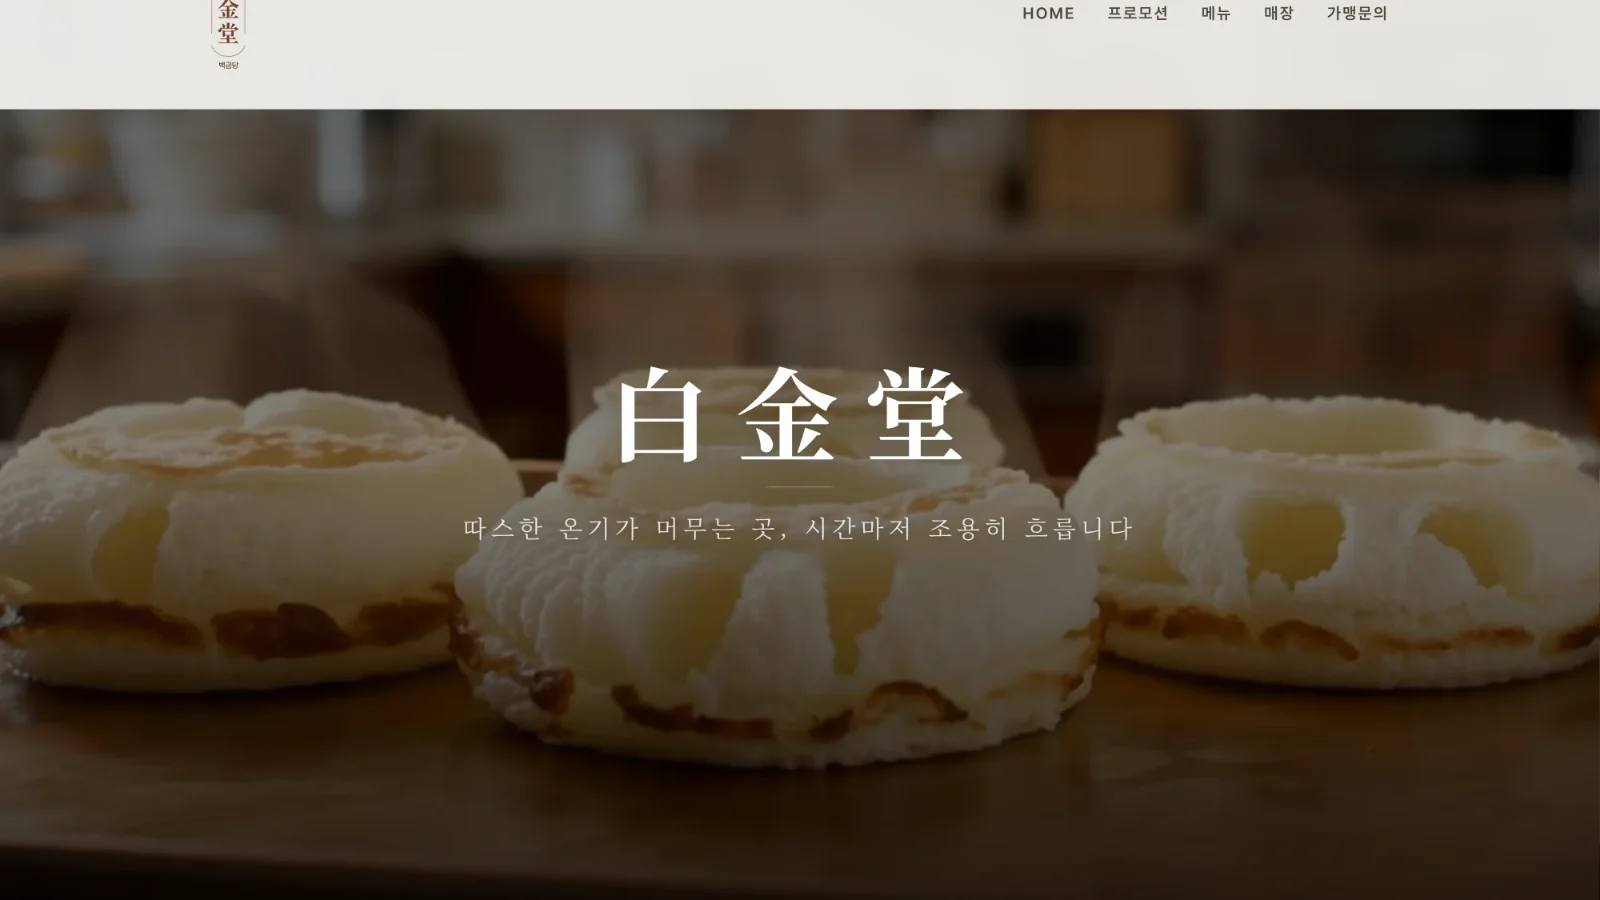 金
堂
백금당
HOME 프로모션 메뉴 매장 가맹문의
白金堂
따스한 온기가 머무는 곳, 시간마저 조용히 흐릅니다